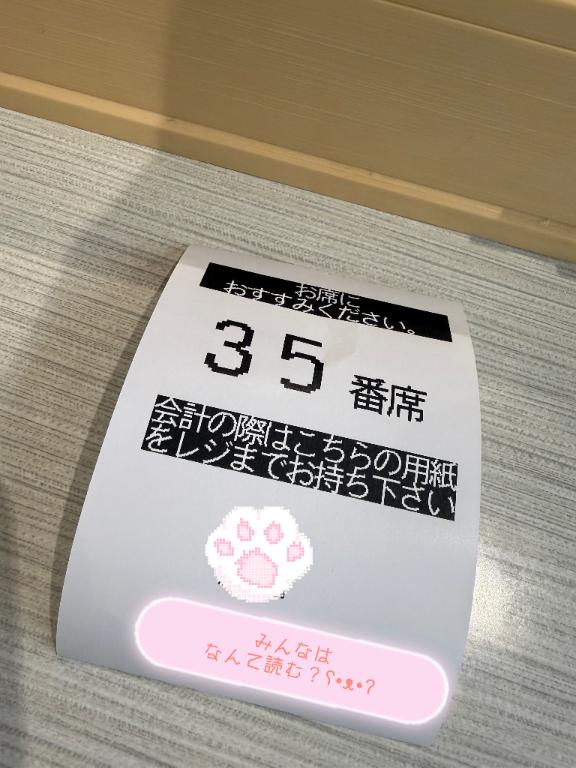 お席に
おすすみください。
35 番席
会計の際はこちらの用紙
をレジまでお持ち下さい
みんなは
なんて読む？ʕ•ᴥ•ʔ